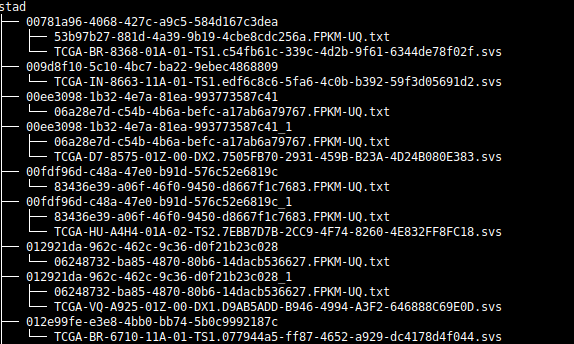 stad
├── 00781a96-4068-427c-a9c5-584d167c3dea
│   ├── 53b97b27-881d-4a39-9b19-4cbe8cdc256a.FPKM-UQ.txt
│   └── TCGA-BR-8368-01A-01-TS1.c54fb61c-339c-4d2b-9f61-6344de78f02f.svs
├── 009d8f10-5c10-4bc7-ba22-9ebec4868809
│   └── TCGA-IN-8663-11A-01-TS1.edf6c8c6-5fa6-4c0b-b392-59f3d05691d2.svs
├── 00ee3098-1b32-4e7a-81ea-993773587c41
│   └── 06a28e7d-c54b-4b6a-befc-a17ab6a79767.FPKM-UQ.txt
├── 00ee3098-1b32-4e7a-81ea-993773587c41_1
│   ├── 06a28e7d-c54b-4b6a-befc-a17ab6a79767.FPKM-UQ.txt
│   └── TCGA-D7-8575-01Z-00-DX2.7505FB70-2931-459B-B23A-4D24B080E383.svs
├── 00fdf96d-c48a-47e0-b91d-576c52e6819c
│   └── 83436e39-a06f-46f0-9450-d8667f1c7683.FPKM-UQ.txt
├── 00fdf96d-c48a-47e0-b91d-576c52e6819c_1
│   ├── 83436e39-a06f-46f0-9450-d8667f1c7683.FPKM-UQ.txt
│   └── TCGA-HU-A4H4-01A-02-TS2.7EBB7D7B-2CC9-4F74-8260-4E832FF8FC18.svs
├── 012921da-962c-462c-9c36-d0f21b23c028
│   └── 06248732-ba85-4870-80b6-14dacb536627.FPKM-UQ.txt
├── 012921da-962c-462c-9c36-d0f21b23c028_1
│   ├── 06248732-ba85-4870-80b6-14dacb536627.FPKM-UQ.txt
│   └── TCGA-VQ-A925-01Z-00-DX1.D9AB5ADD-B946-4994-A3F2-646888C69E0D.svs
├── 012e99fe-e3e8-4bb0-bb74-5b0c9992187c
│   └── TCGA-BR-6710-11A-01-TS1.077944a5-ff87-4652-a929-dc4178d4f044.svs